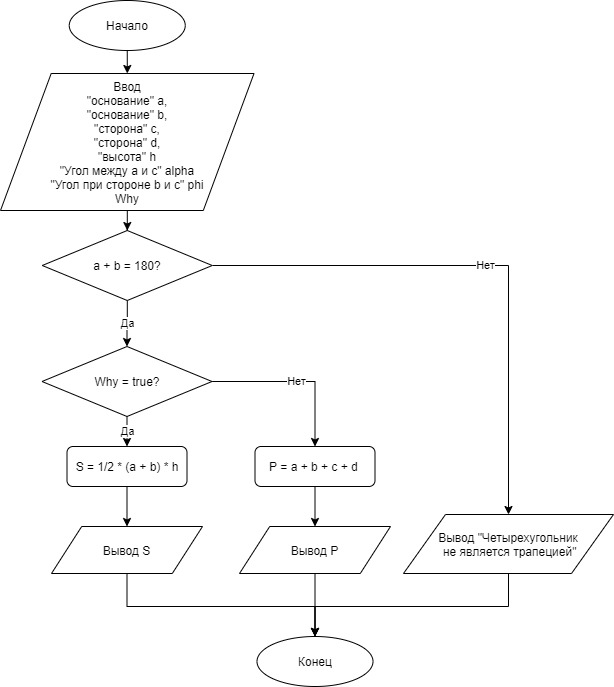 Начало
Ввод
"основание" a,
"основание" b,
"сторона" c,
"сторона" d,
"высота" h
"Угол между a и c" alpha
"Угол при стороне b и c" phi
Why
a + b = 180?
Нет
Да
Why = true?
Нет
Да
S = 1/2 * (a + b) * h
P = a + b + c + d
Вывод S
Вывод P
Вывод "Четырехугольник
не является трапецией"
Конец